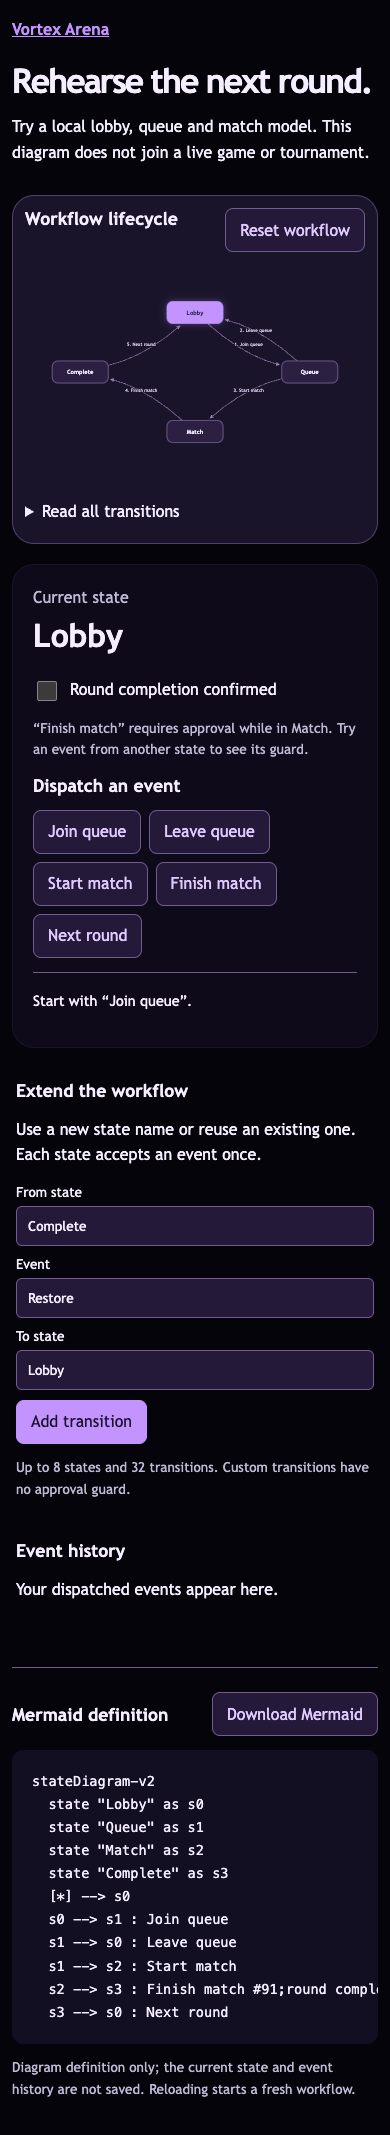 Vortex Arena
Rehearse the next round.
Try a local lobby, queue and match model. This
diagram does not join a live game or tournament.
Workflow lifecycle
Reset workflow
Lobby
2. Leave queue
5. Next round
1. Join queue
Complete
Queue
4. Finish match
3. Start match
Match
Read all transitions
Current state
Lobby
Round completion confirmed
“Finish match” requires approval while in Match. Try
an event from another state to see its guard.
Dispatch an event
Join queue
Leave queue
Start match
Finish match
Next round
Start with “Join queue”.
Extend the workflow
Use a new state name or reuse an existing one.
Each state accepts an event once.
From state
Complete
Event
Restore
To state
Lobby
Add transition
Up to 8 states and 32 transitions. Custom transitions have
no approval guard.
Event history
Your dispatched events appear here.
Mermaid definition
Download Mermaid
stateDiagram-v2
state "Lobby" as s0
state "Queue" as s1
state "Match" as s2
state "Complete" as s3
[*] --> s0
s0 --> s1 : Join queue
s1 --> s0 : Leave queue
s1 --> s2 : Start match
s2 --> s3 : Finish match #91;round comple
s3 --> s0 : Next round
Diagram definition only; the current state and event
history are not saved. Reloading starts a fresh workflow.